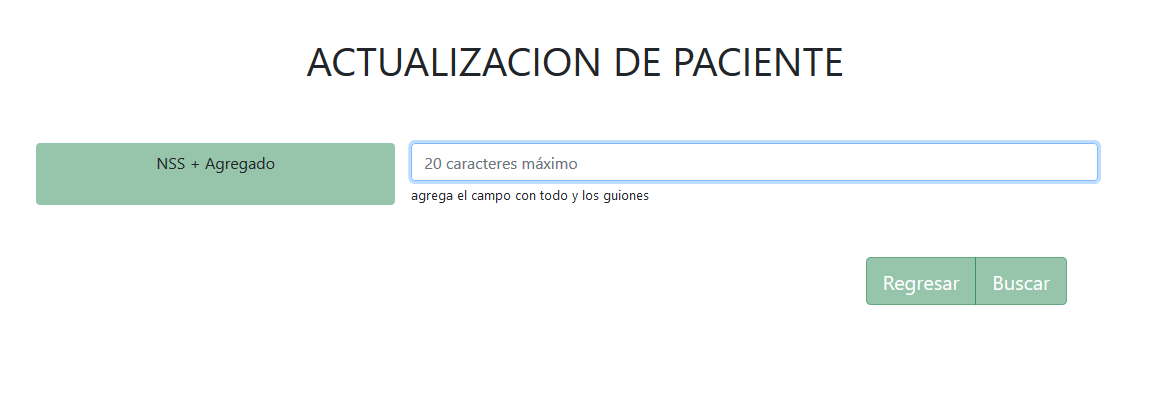 ACTUALIZACION DE PACIENTE
NSS + Agregado
20 caracteres máximo
agrega el campo con todo y los guiones
Regresar
Buscar